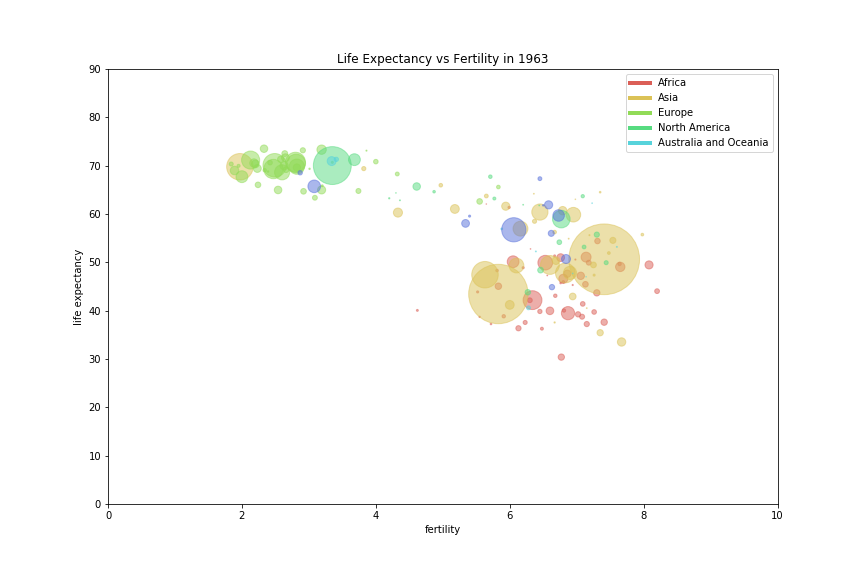 Life Expectancy vs Fertility in 1963
90
80
70
60
50
40
30
20
10
0
life expectancy
Africa
Asia
Europe
North America
Australia and Oceania
0
2
4
6
8
10
fertility